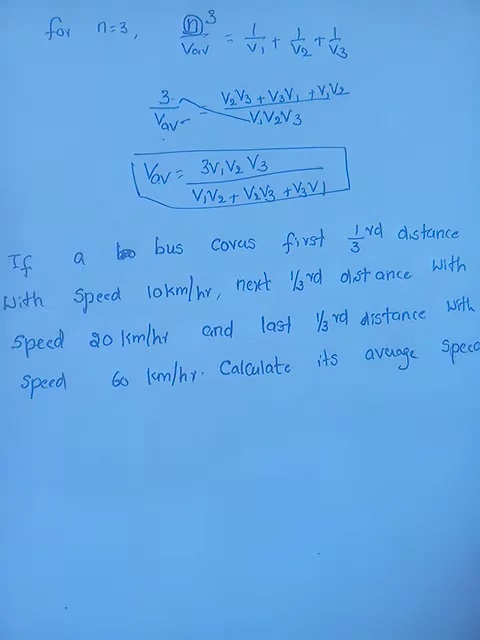 for n=3, n³/Vav = 1/V₁ + 1/V₂ + 1/V₃
3/Vav = V₂V₃ + V₃V₁ + V₁V₂ / V₁V₂V₃
Vav = 3V₁V₂V₃ / V₁V₂ + V₂V₃ + V₃V₁
If a bus covers first 1/3rd distance
with speed 10km/hr, next 1/3rd distance with
speed 20 km/hr and last 1/3rd distance with
speed 60 km/hr. Calculate its average speed